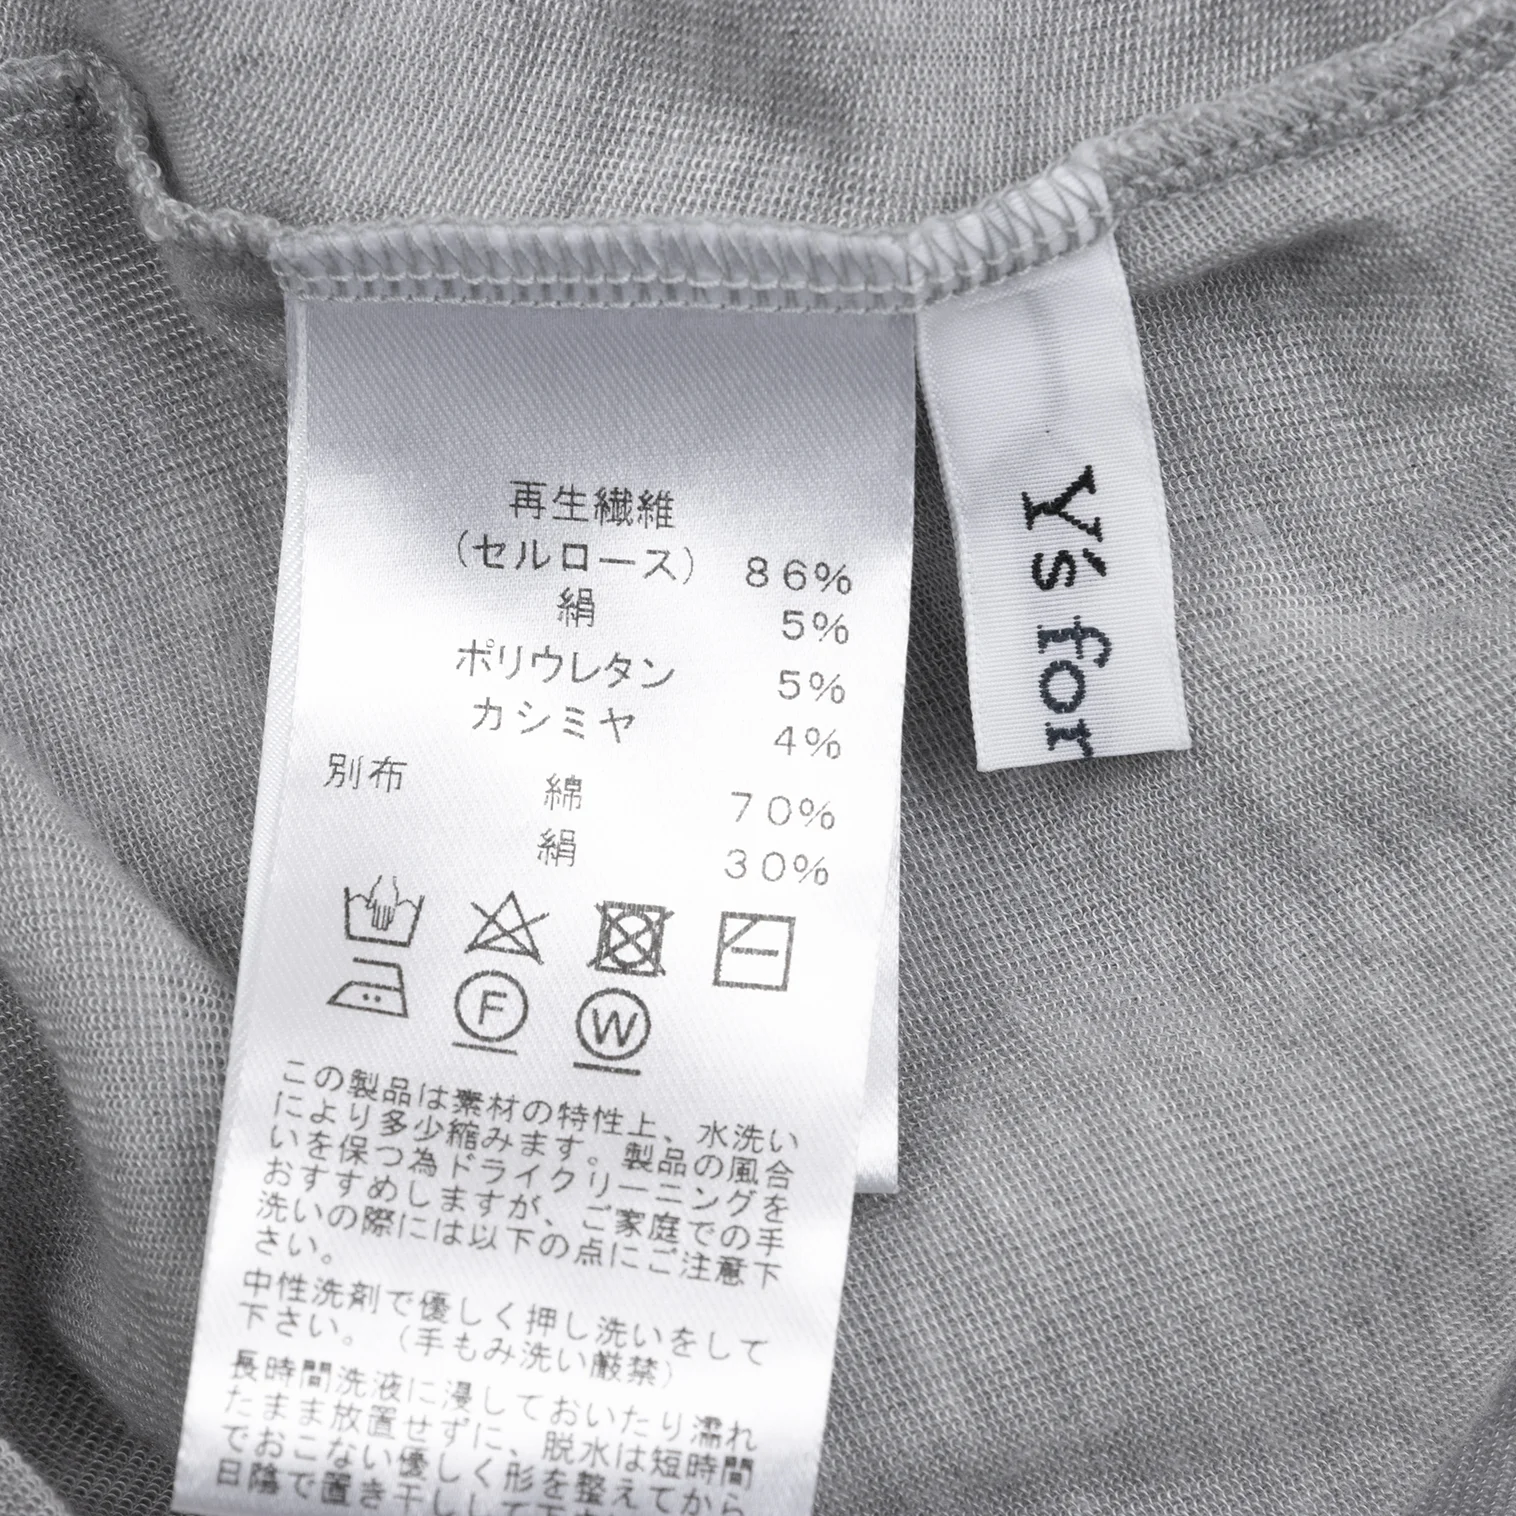 再生繊維
(セルロース) 86%
絹 5%
ポリウレタン 5%
カシミヤ 4%
別布 綿 70%
絹 30%
F W
この製品は素材の特性上、水洗い
により多少縮みます。製品の風合
いを保つ為ドライクリーニングを
おすすめしますが、ご家庭での手
洗いの際には以下の点にご注意下
さい。
中性洗剤で優しく押し洗いをして
下さい。(手もみ洗い厳禁)
長時間洗液に浸しておいたり濡れ
たまま放置せずに、脱水は短時間
でおこない優しく形を整えてから
日陰で置き干しして下さい
Y's for